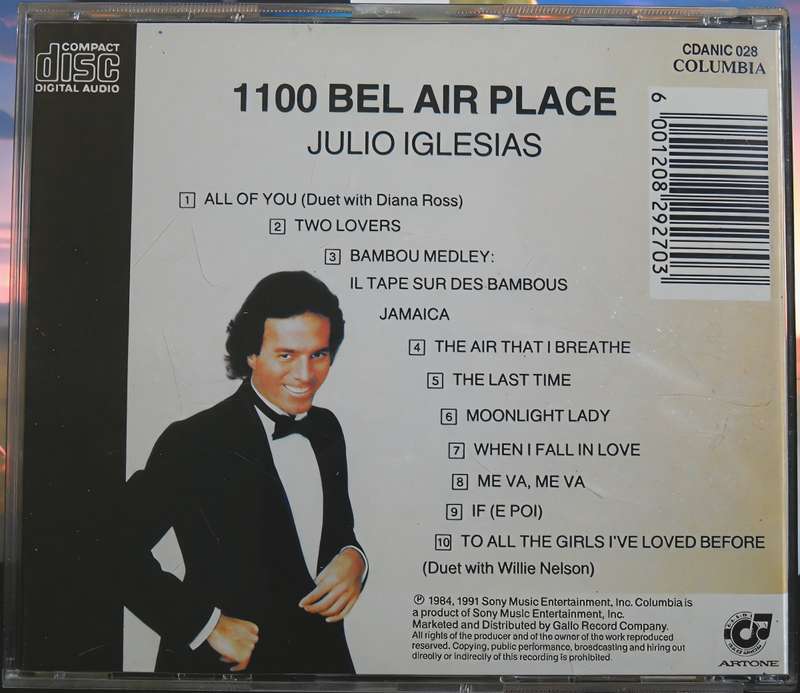 COMPACT
disc
DIGITAL AUDIO
CDANIC 028
COLUMBIA
1100 BEL AIR PLACE
JULIO IGLESIAS
6 001208 292703
1 ALL OF YOU (Duet with Diana Ross)
2 TWO LOVERS
3 BAMBOU MEDLEY:
IL TAPE SUR DES BAMBOUS
JAMAICA
4 THE AIR THAT I BREATHE
5 THE LAST TIME
6 MOONLIGHT LADY
7 WHEN I FALL IN LOVE
8 ME VA, ME VA
9 IF (E POI)
10 TO ALL THE GIRLS I'VE LOVED BEFORE
(Duet with Willie Nelson)
℗ 1984, 1991 Sony Music Entertainment, Inc. Columbia is
a product of Sony Music Entertainment, Inc.
Marketed and Distributed by Gallo Record Company.
All rights of the producer and of the owner of the work reproduced
reserved. Copying, public performance, broadcasting and hiring out
directly or indirectly of this recording is prohibited.
ARTONE